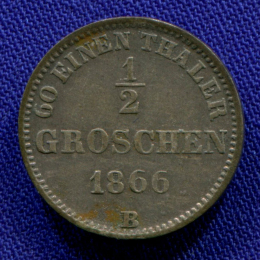 60 EINEN THALER
1/2
GROSCHEN
1866
B